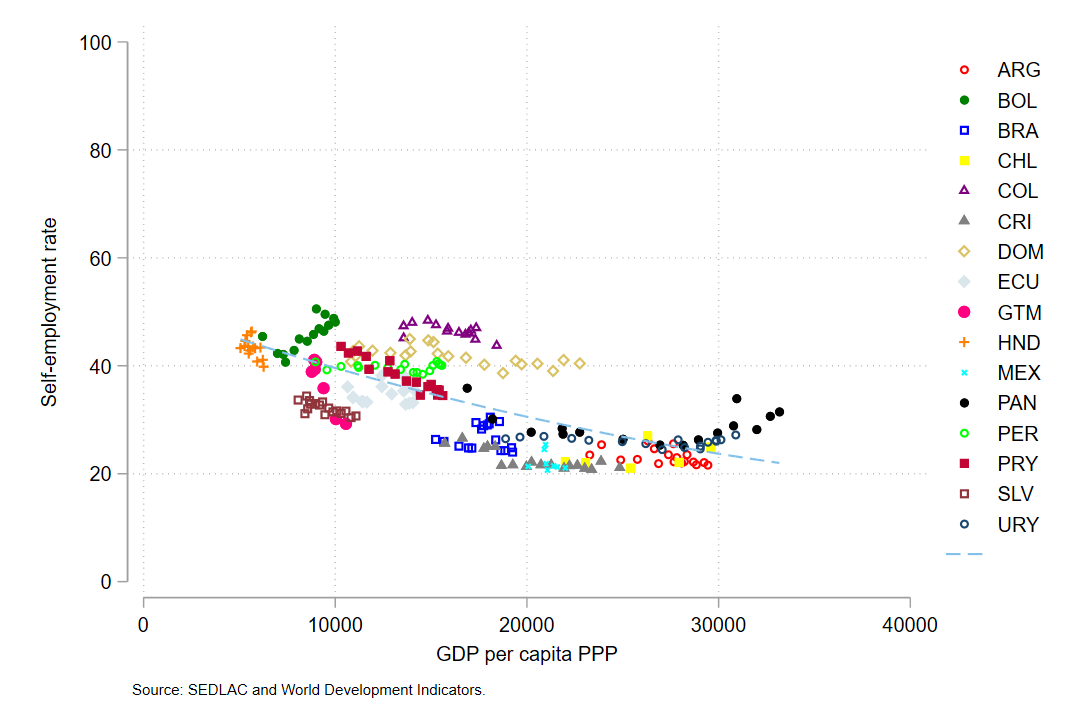 100
80
60
40
20
0
Self-employment rate
0 10000 20000 30000 40000
GDP per capita PPP
ARG
BOL
BRA
CHL
COL
CRI
DOM
ECU
GTM
HND
MEX
PAN
PER
PRY
SLV
URY
Source: SEDLAC and World Development Indicators.